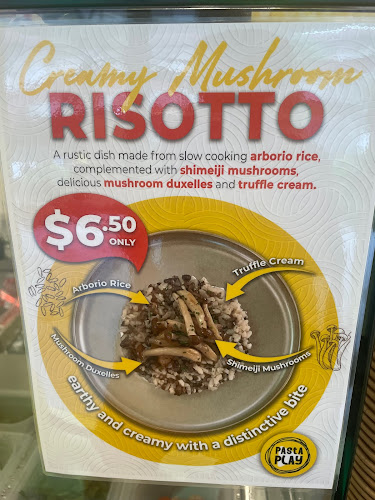 Creamy Mushroom
RISOTTO
A rustic dish made from slow cooking arborio rice,
complemented with shimeiji mushrooms,
delicious mushroom duxelles and truffle cream.
$6.50
ONLY
Arborio Rice
Truffle Cream
Mushroom Duxelles
Shimeiji Mushrooms
earthy and creamy with a distinctive bite
PASTA
PLAY